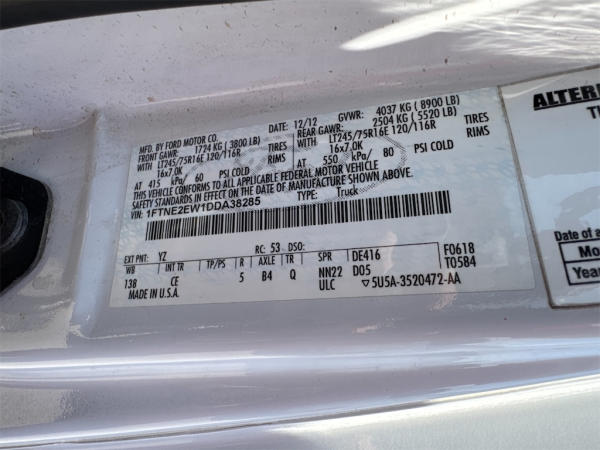 MFD. BY FORD MOTOR CO.
DATE: 12/12 GVWR: 4037 KG ( 8900 LB)
FRONT GAWR: 1724 KG ( 3800 LB) REAR GAWR: 2504 KG ( 5520 LB)
LT245/75R16E 120/116R TIRES LT245/75R16E 120/116R TIRES
16x7.0K RIMS 16x7.0K RIMS
AT 415 kPa/ 60 PSI COLD AT 550 kPa/ 80 PSI COLD
THIS VEHICLE CONFORMS TO ALL APPLICABLE FEDERAL MOTOR VEHICLE
SAFETY STANDARDS IN EFFECT ON THE DATE OF MANUFACTURE SHOWN ABOVE.
VIN: 1FTNE2EW1DDA38285
TYPE: Truck
EXT PNT: YZ RC: 53 DSO:
WB INT TR TP/PS R AXLE TR SPR DE416 F0618
138 CE 5 B4 Q NN22 D05 T0584
MADE IN U.S.A. ULC ▽5U5A-3520472-AA
ALTER
Date of a
Mo
Year